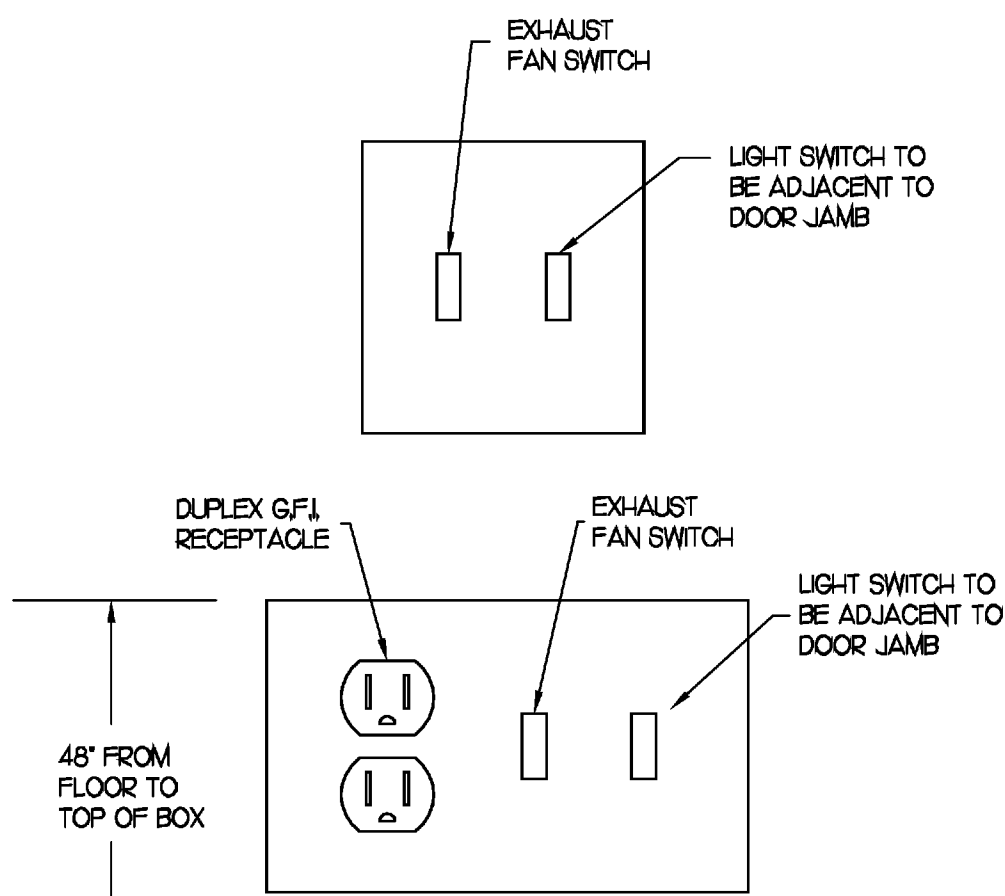 EXHAUST
FAN SWITCH
LIGHT SWITCH TO
BE ADJACENT TO
DOOR JAMB
DUPLEX G.F.I.
RECEPTACLE
EXHAUST
FAN SWITCH
LIGHT SWITCH TO
BE ADJACENT TO
DOOR JAMB
48" FROM
FLOOR TO
TOP OF BOX